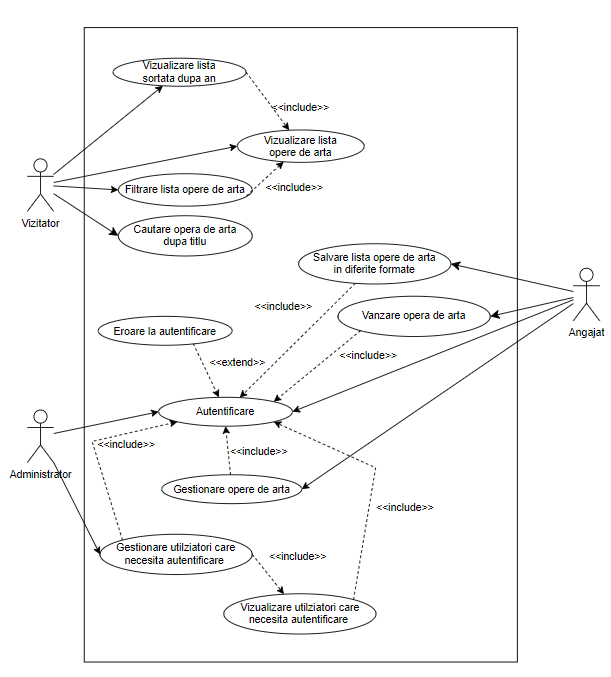 Vizualizare lista
sortata dupa an
<<include>>
Vizualizare lista
opere de arta
Filtrare lista opere de arta
<<include>>
Vizitator
Cautare opera de arta
dupa titlu
Salvare lista opere de arta
in diferite formate
<<include>>
Vanzare opera de arta
Angajat
Eroare la autentificare
<<include>>
<<extend>>
Autentificare
<<include>>
<<include>>
Administrator
Gestionare opere de arta
<<include>>
Gestionare utilziatori care
necesita autentificare
<<include>>
Vizualizare utilziatori care
necesita autentificare